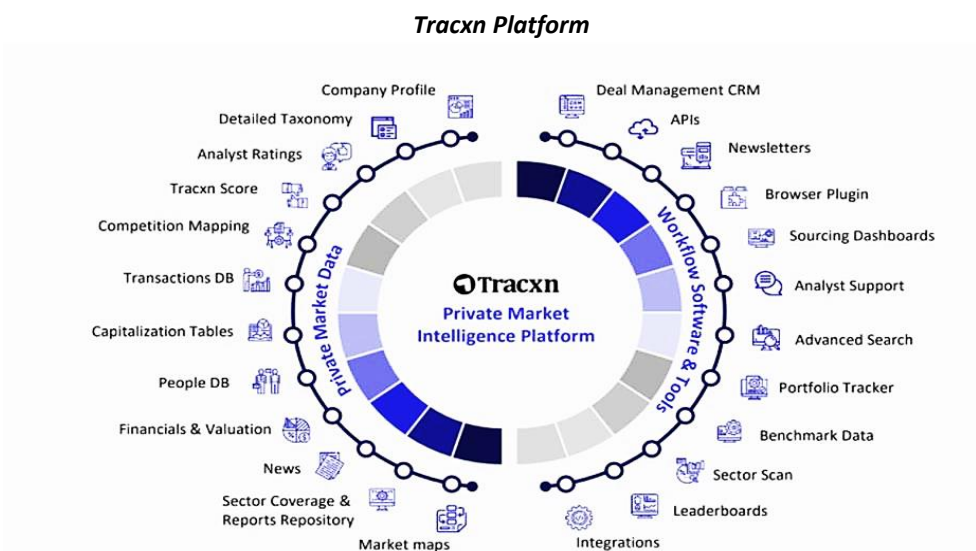 Tracxn Platform
Company Profile
Detailed Taxonomy
Analyst Ratings
Tracxn Score
Competition Mapping
Transactions DB
Capitalization Tables
People DB
Financials & Valuation
News
Sector Coverage &
Reports Repository
Market maps
Private Market Data
Tracxn
Private Market
Intelligence Platform
Workflow Software & Tools
Deal Management CRM
APIs
Newsletters
Browser Plugin
Sourcing Dashboards
Analyst Support
Advanced Search
Portfolio Tracker
Benchmark Data
Sector Scan
Leaderboards
Integrations